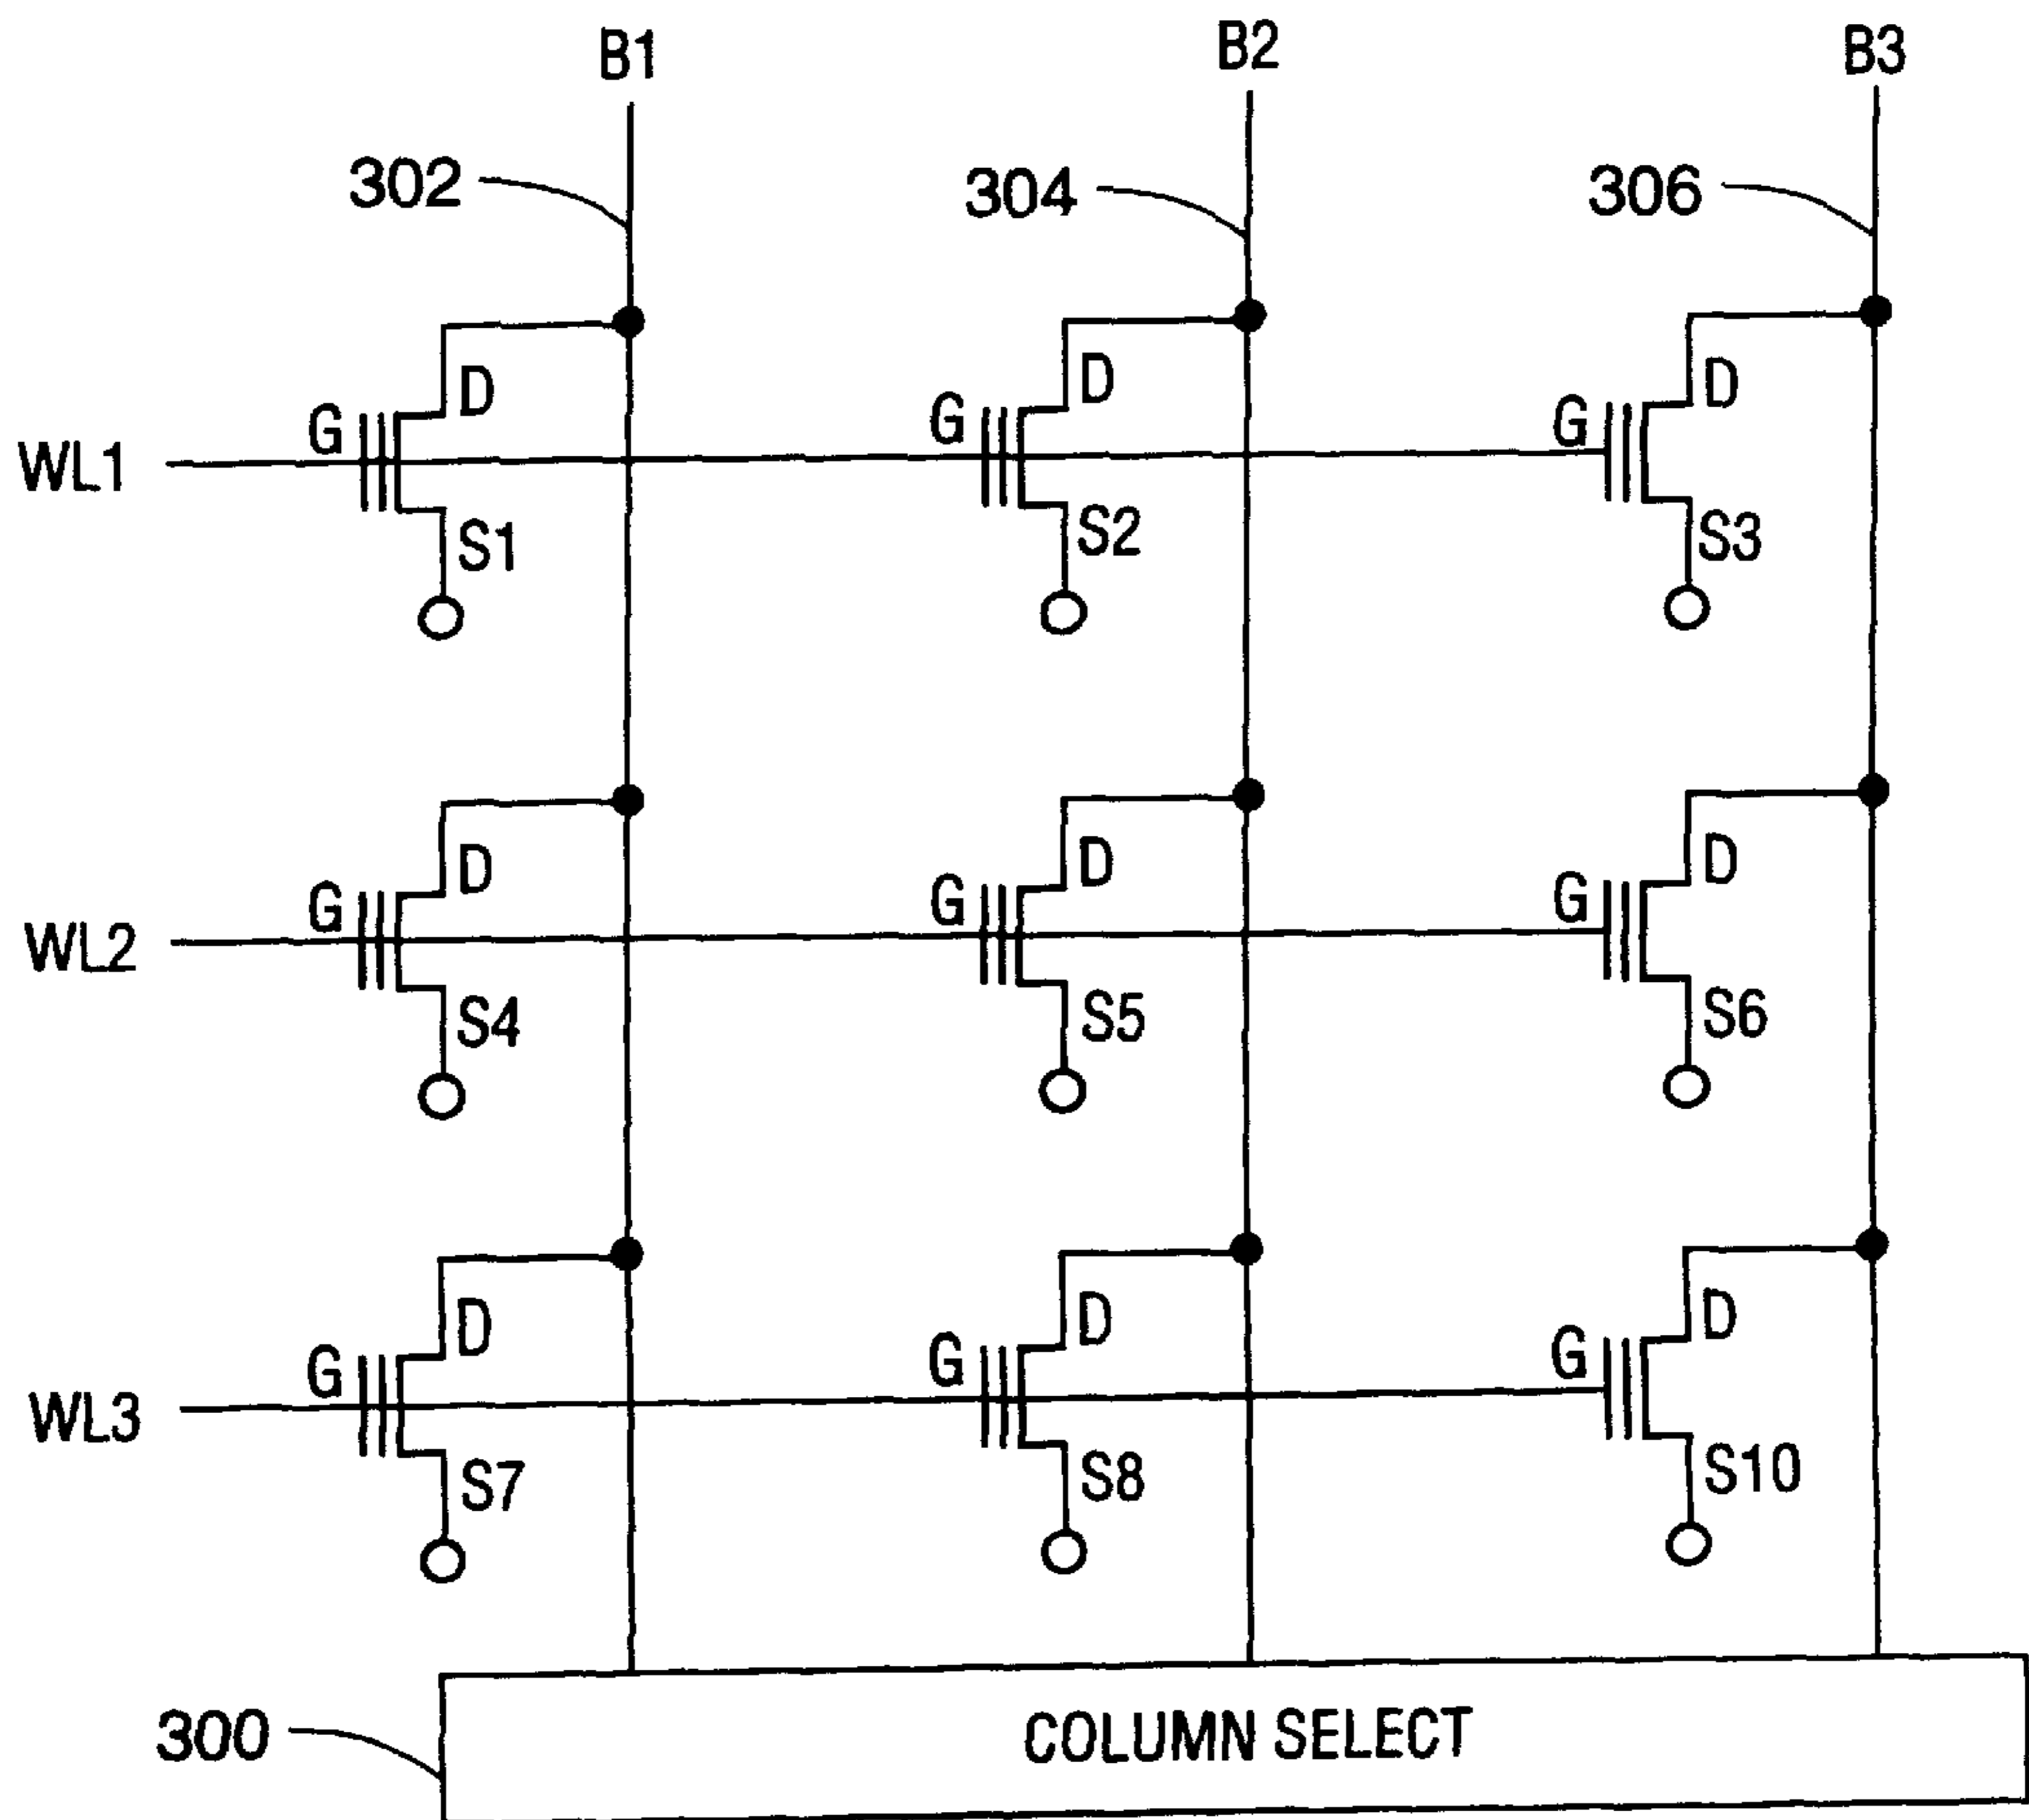 B1 B2 B3
302 304 306
D D D
G G G
WL1
S1 S2 S3
D D D
G G G
WL2
S4 S5 S6
D D D
G G G
WL3
S7 S8 S10
300 COLUMN SELECT